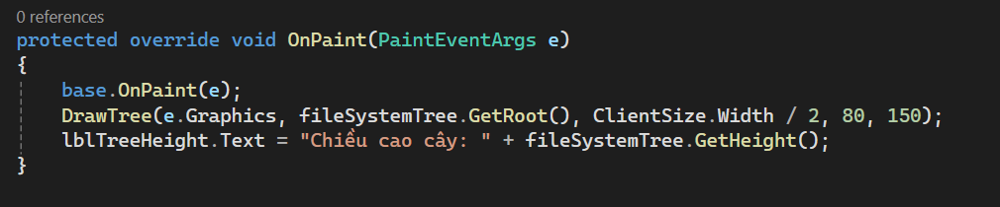 0 references
protected override void OnPaint(PaintEventArgs e)
{
    base.OnPaint(e);
    DrawTree(e.Graphics, fileSystemTree.GetRoot(), ClientSize.Width / 2, 80, 150);
    lblTreeHeight.Text = "Chiều cao cây: " + fileSystemTree.GetHeight();
}